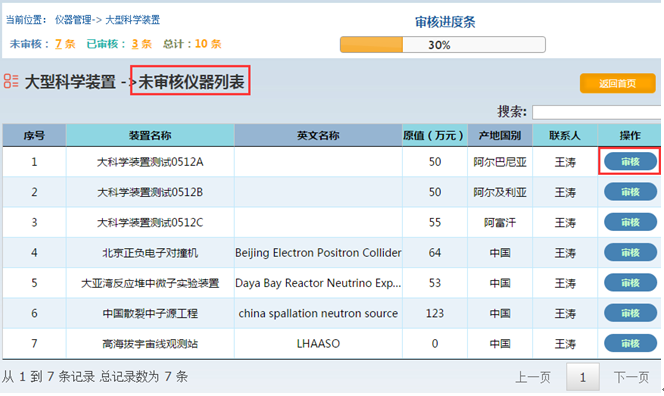 当前位置： 仪器管理-> 大型科学装置
审核进度条
未审核： 7 条 已审核： 3 条 总计：10 条
30%
大型科学装置 ->未审核仪器列表
返回首页
搜索:
序号 装置名称 英文名称 原值（万元） 产地国别 联系人 操作
1 大科学装置测试0512A 50 阿尔巴尼亚 王涛 审核
2 大科学装置测试0512B 50 阿尔及利亚 王涛 审核
3 大科学装置测试0512C 55 阿富汗 王涛 审核
4 北京正负电子对撞机 Beijing Electron Positron Collider 64 中国 王涛 审核
5 大亚湾反应堆中微子实验装置 Daya Bay Reactor Neutrino Exp... 53 中国 王涛 审核
6 中国散裂中子源工程 china spallation neutron source 123 中国 王涛 审核
7 高海拔宇宙线观测站 LHAASO 0 中国 王涛 审核
从 1 到 7 条记录 总记录数为 7 条
上一页 1 下一页